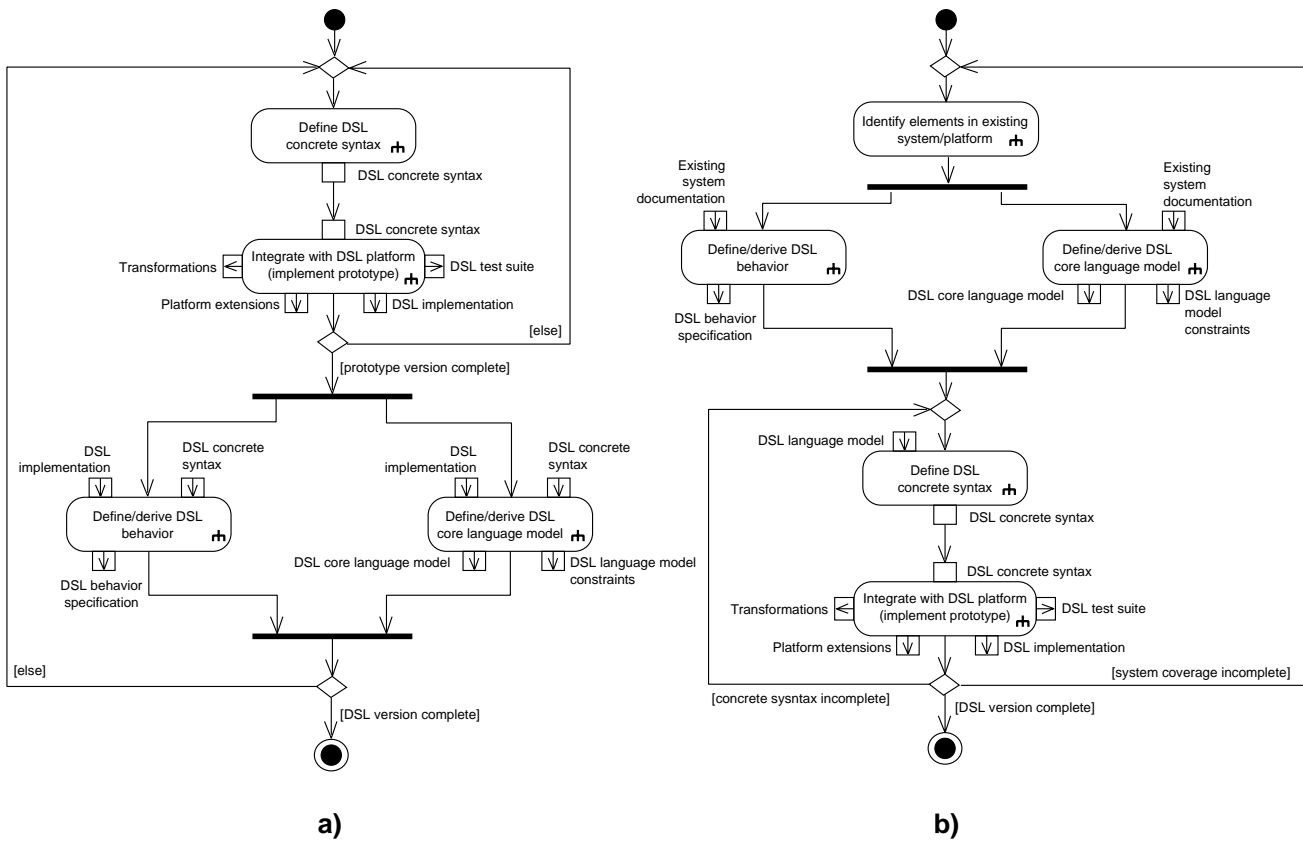 Define DSL
concrete syntax
DSL concrete syntax
DSL concrete syntax
Integrate with DSL platform
(implement prototype)
Transformations
DSL test suite
Platform extensions
DSL implementation
[else]
[prototype version complete]
DSL
implementation
DSL concrete
syntax
DSL
implementation
DSL concrete
syntax
Define/derive DSL
behavior
Define/derive DSL
core language model
DSL behavior
specification
DSL core language model
DSL language model
constraints
[else]
[DSL version complete]
a)
Identify elements in existing
system/platform
Existing
system
documentation
Existing
system
documentation
Define/derive DSL
behavior
Define/derive DSL
core language model
DSL behavior
specification
DSL core language model
DSL language
model
constraints
DSL language model
Define DSL
concrete syntax
DSL concrete syntax
DSL concrete syntax
Integrate with DSL platform
(implement prototype)
Transformations
DSL test suite
Platform extensions
DSL implementation
[system coverage incomplete]
[concrete sysntax incomplete]
[DSL version complete]
b)